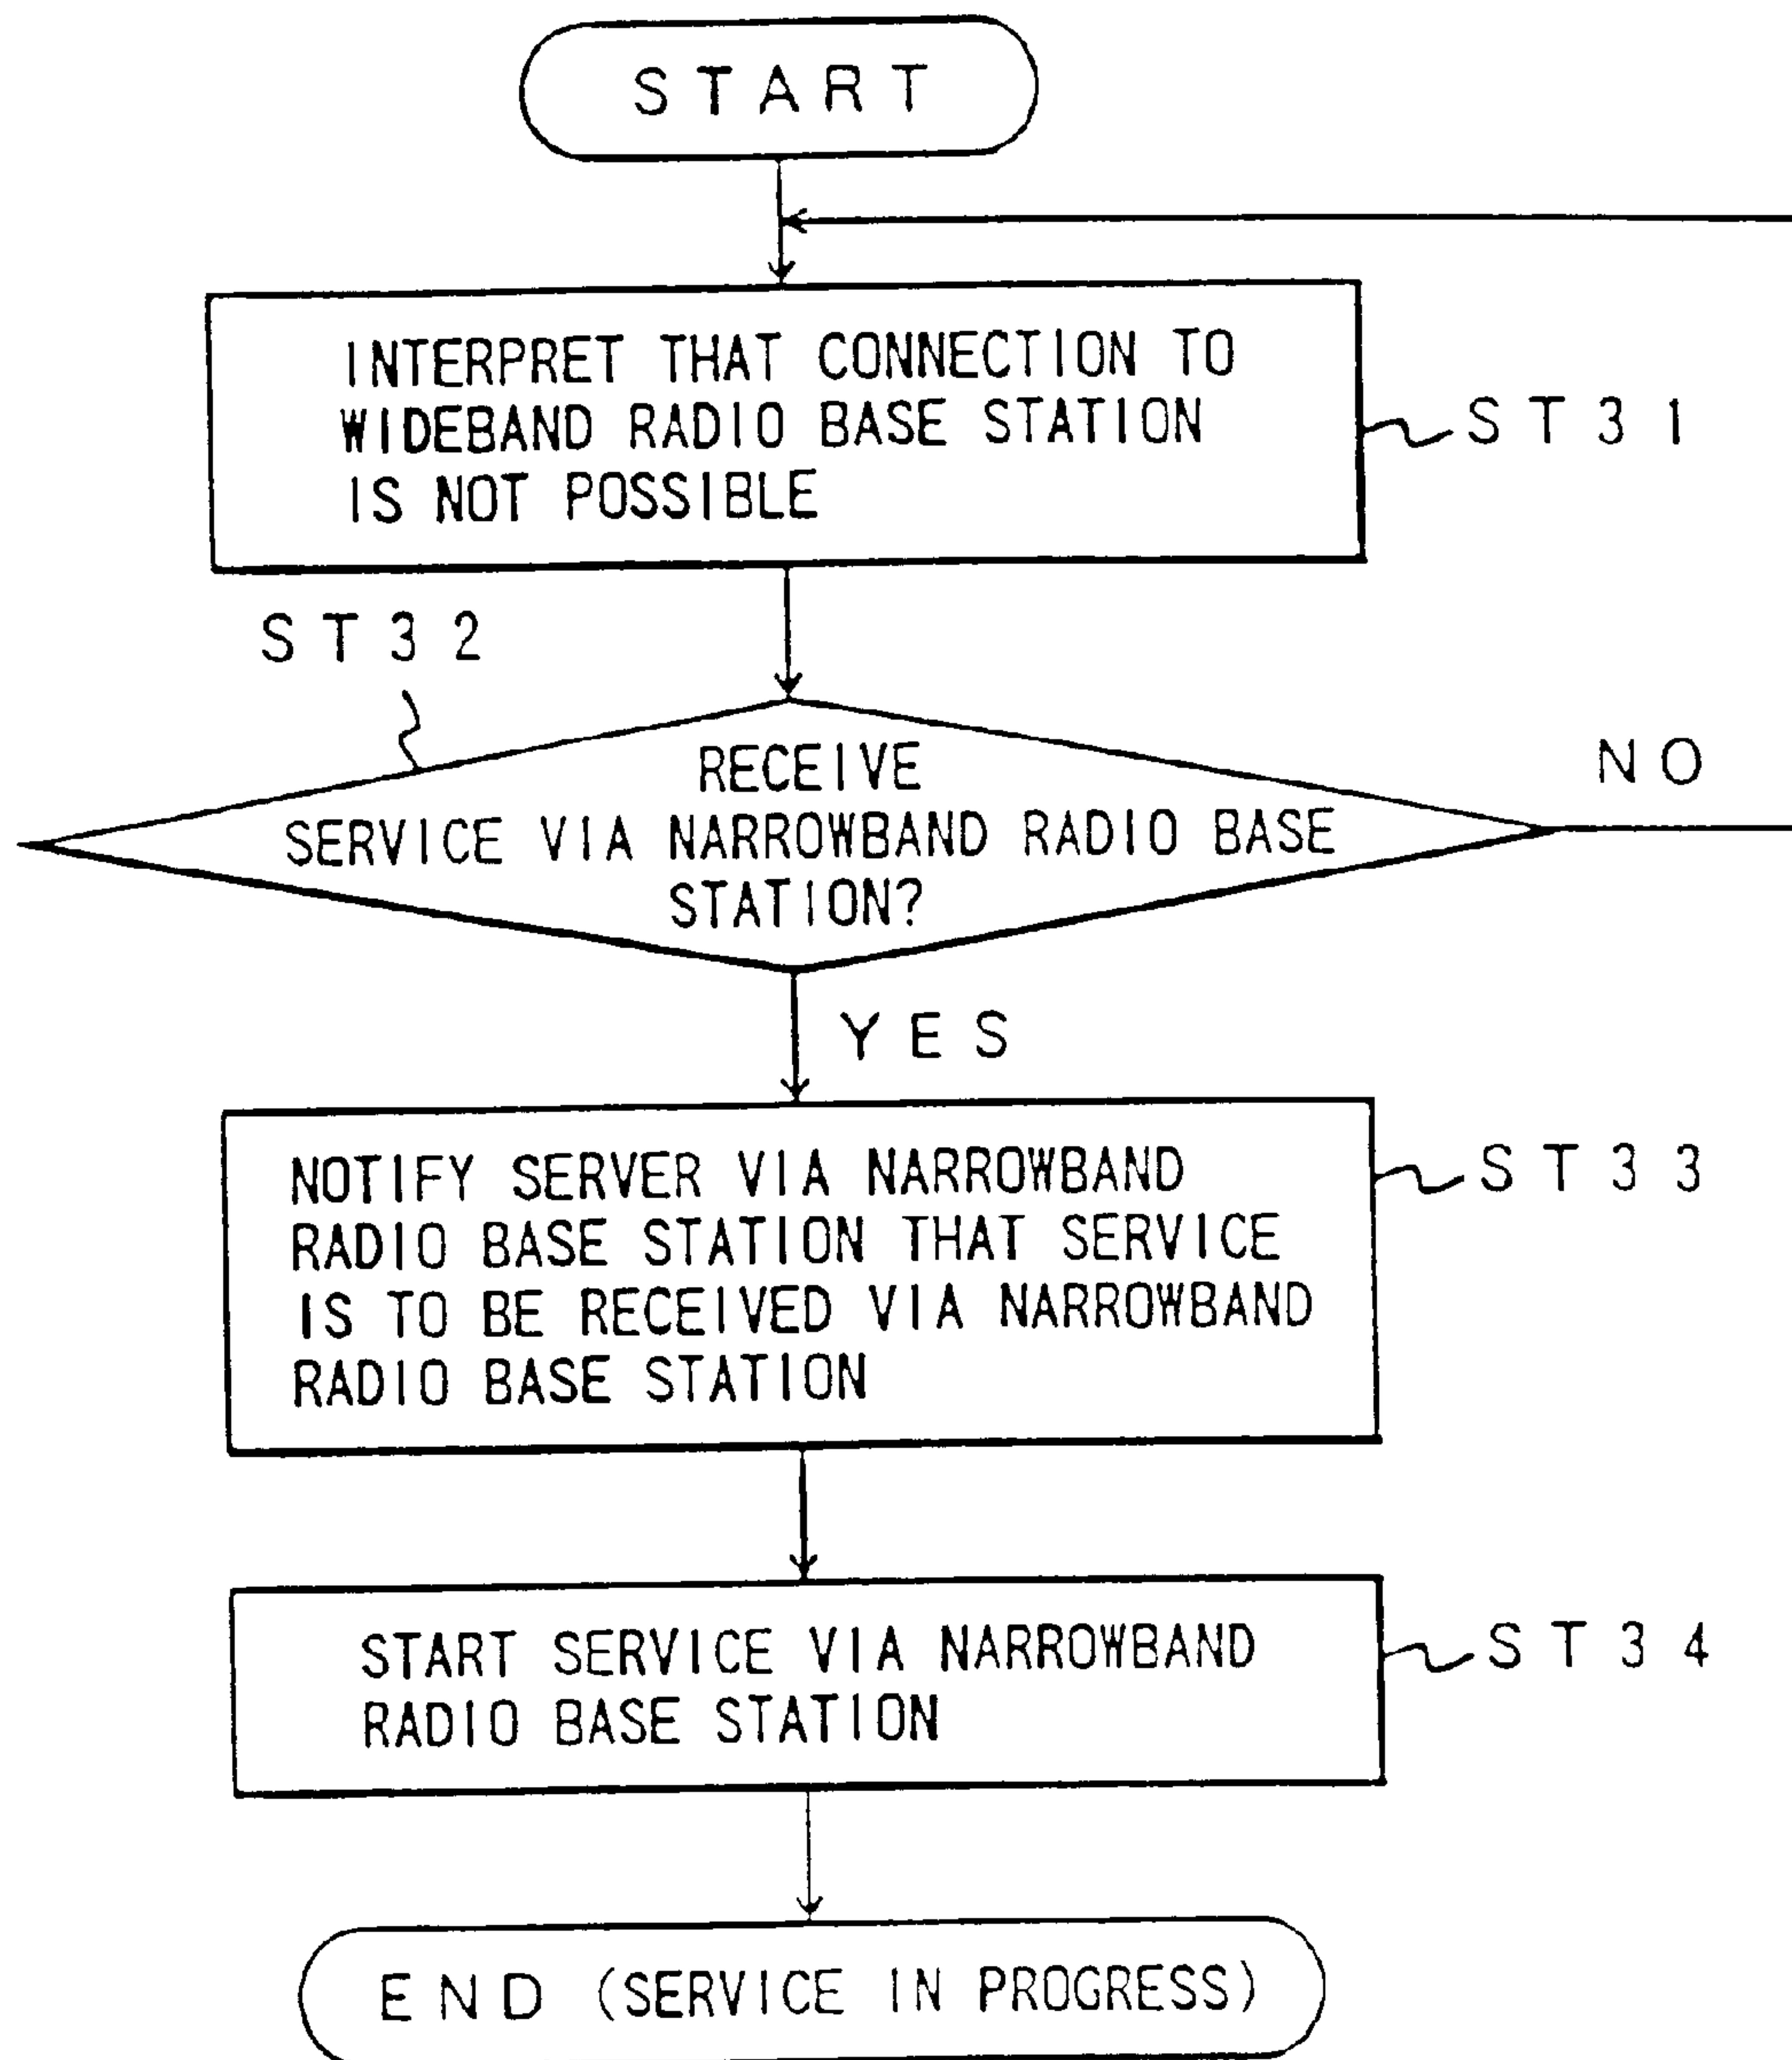 START
INTERPRET THAT CONNECTION TO
WIDEBAND RADIO BASE STATION
IS NOT POSSIBLE
ST31
ST32
RECEIVE
SERVICE VIA NARROWBAND RADIO BASE
STATION?
NO
YES
NOTIFY SERVER VIA NARROWBAND
RADIO BASE STATION THAT SERVICE
IS TO BE RECEIVED VIA NARROWBAND
RADIO BASE STATION
ST33
START SERVICE VIA NARROWBAND
RADIO BASE STATION
ST34
END (SERVICE IN PROGRESS)